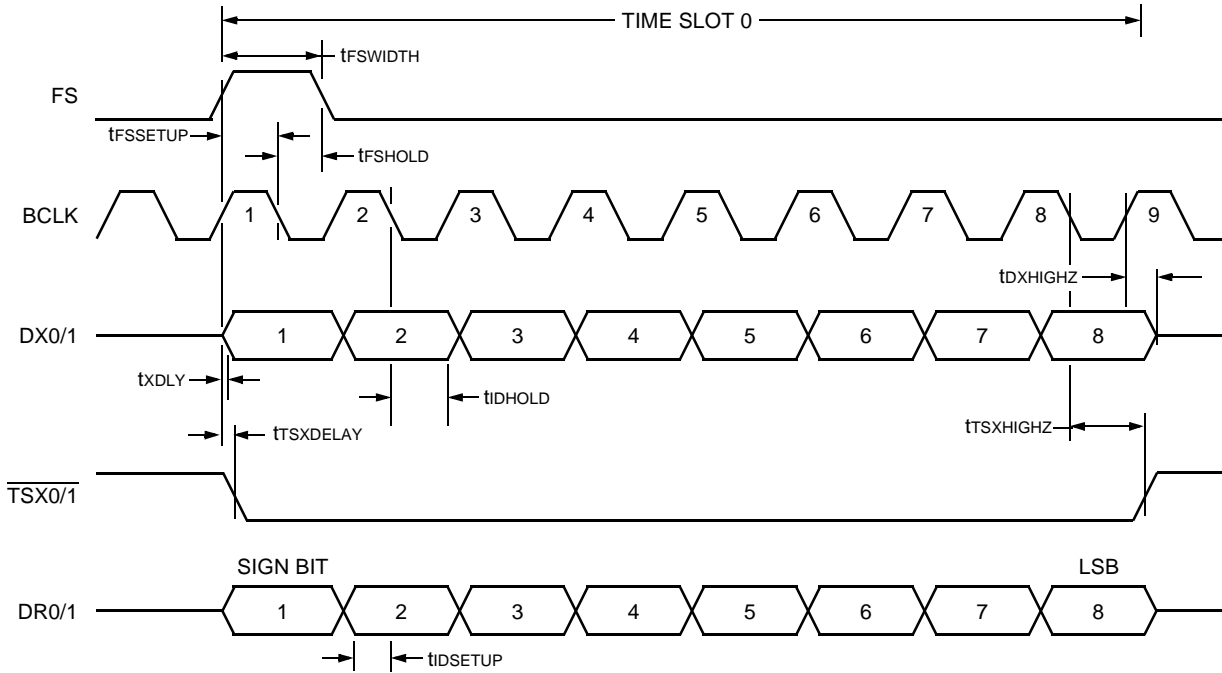 TIME SLOT 0
tFSWIDTH
FS
tFSSETUP
tFSHOLD
BCLK 1 2 3 4 5 6 7 8 9
tDXHIGHZ
DX0/1 1 2 3 4 5 6 7 8
tXDLY
tIDHOLD
tTSXDELAY
tTSXHIGHZ
TSX0/1
SIGN BIT LSB
DR0/1 1 2 3 4 5 6 7 8
tIDSETUP